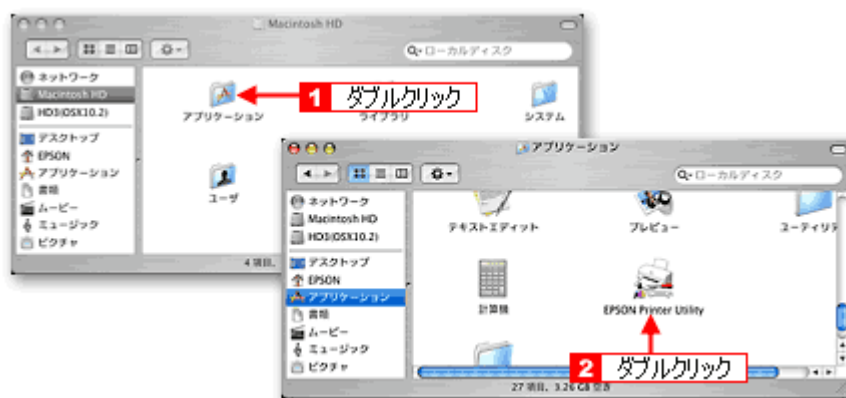 Macintosh HD
ローカルディスク
ネットワーク
Macintosh HD
HD3(OSX10.2)
デスクトップ
EPSON
アプリケーション
書類
ムービー
ミュージック
ピクチャ
1 ダブルクリック
アプリケーション
ライブラリ
システム
ユーザ
4 項目、
アプリケーション
ローカルディスク
ネットワーク
Macintosh HD
HD3(OSX10.2)
デスクトップ
EPSON
アプリケーション
書類
ムービー
ミュージック
ピクチャ
テキストエディット
プレビュー
ユーティリテ
計算機
EPSON Printer Utility
2 ダブルクリック
27 項目、3.26 GB 空き